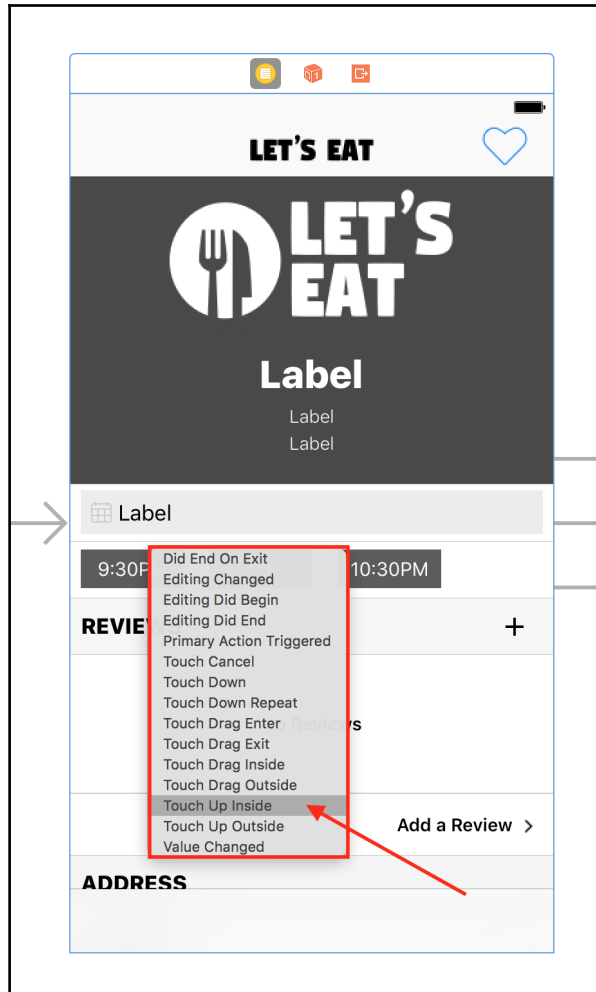 LET'S EAT
LET'S
EAT
Label
Label
Label
Label
9:30P
10:30PM
Did End On Exit
Editing Changed
Editing Did Begin
Editing Did End
Primary Action Triggered
Touch Cancel
Touch Down
Touch Down Repeat
Touch Drag Enter
Touch Drag Exit
Touch Drag Inside
Touch Drag Outside
Touch Up Inside
Touch Up Outside
Value Changed
REVIE
+
Reviews
Add a Review >
ADDRESS